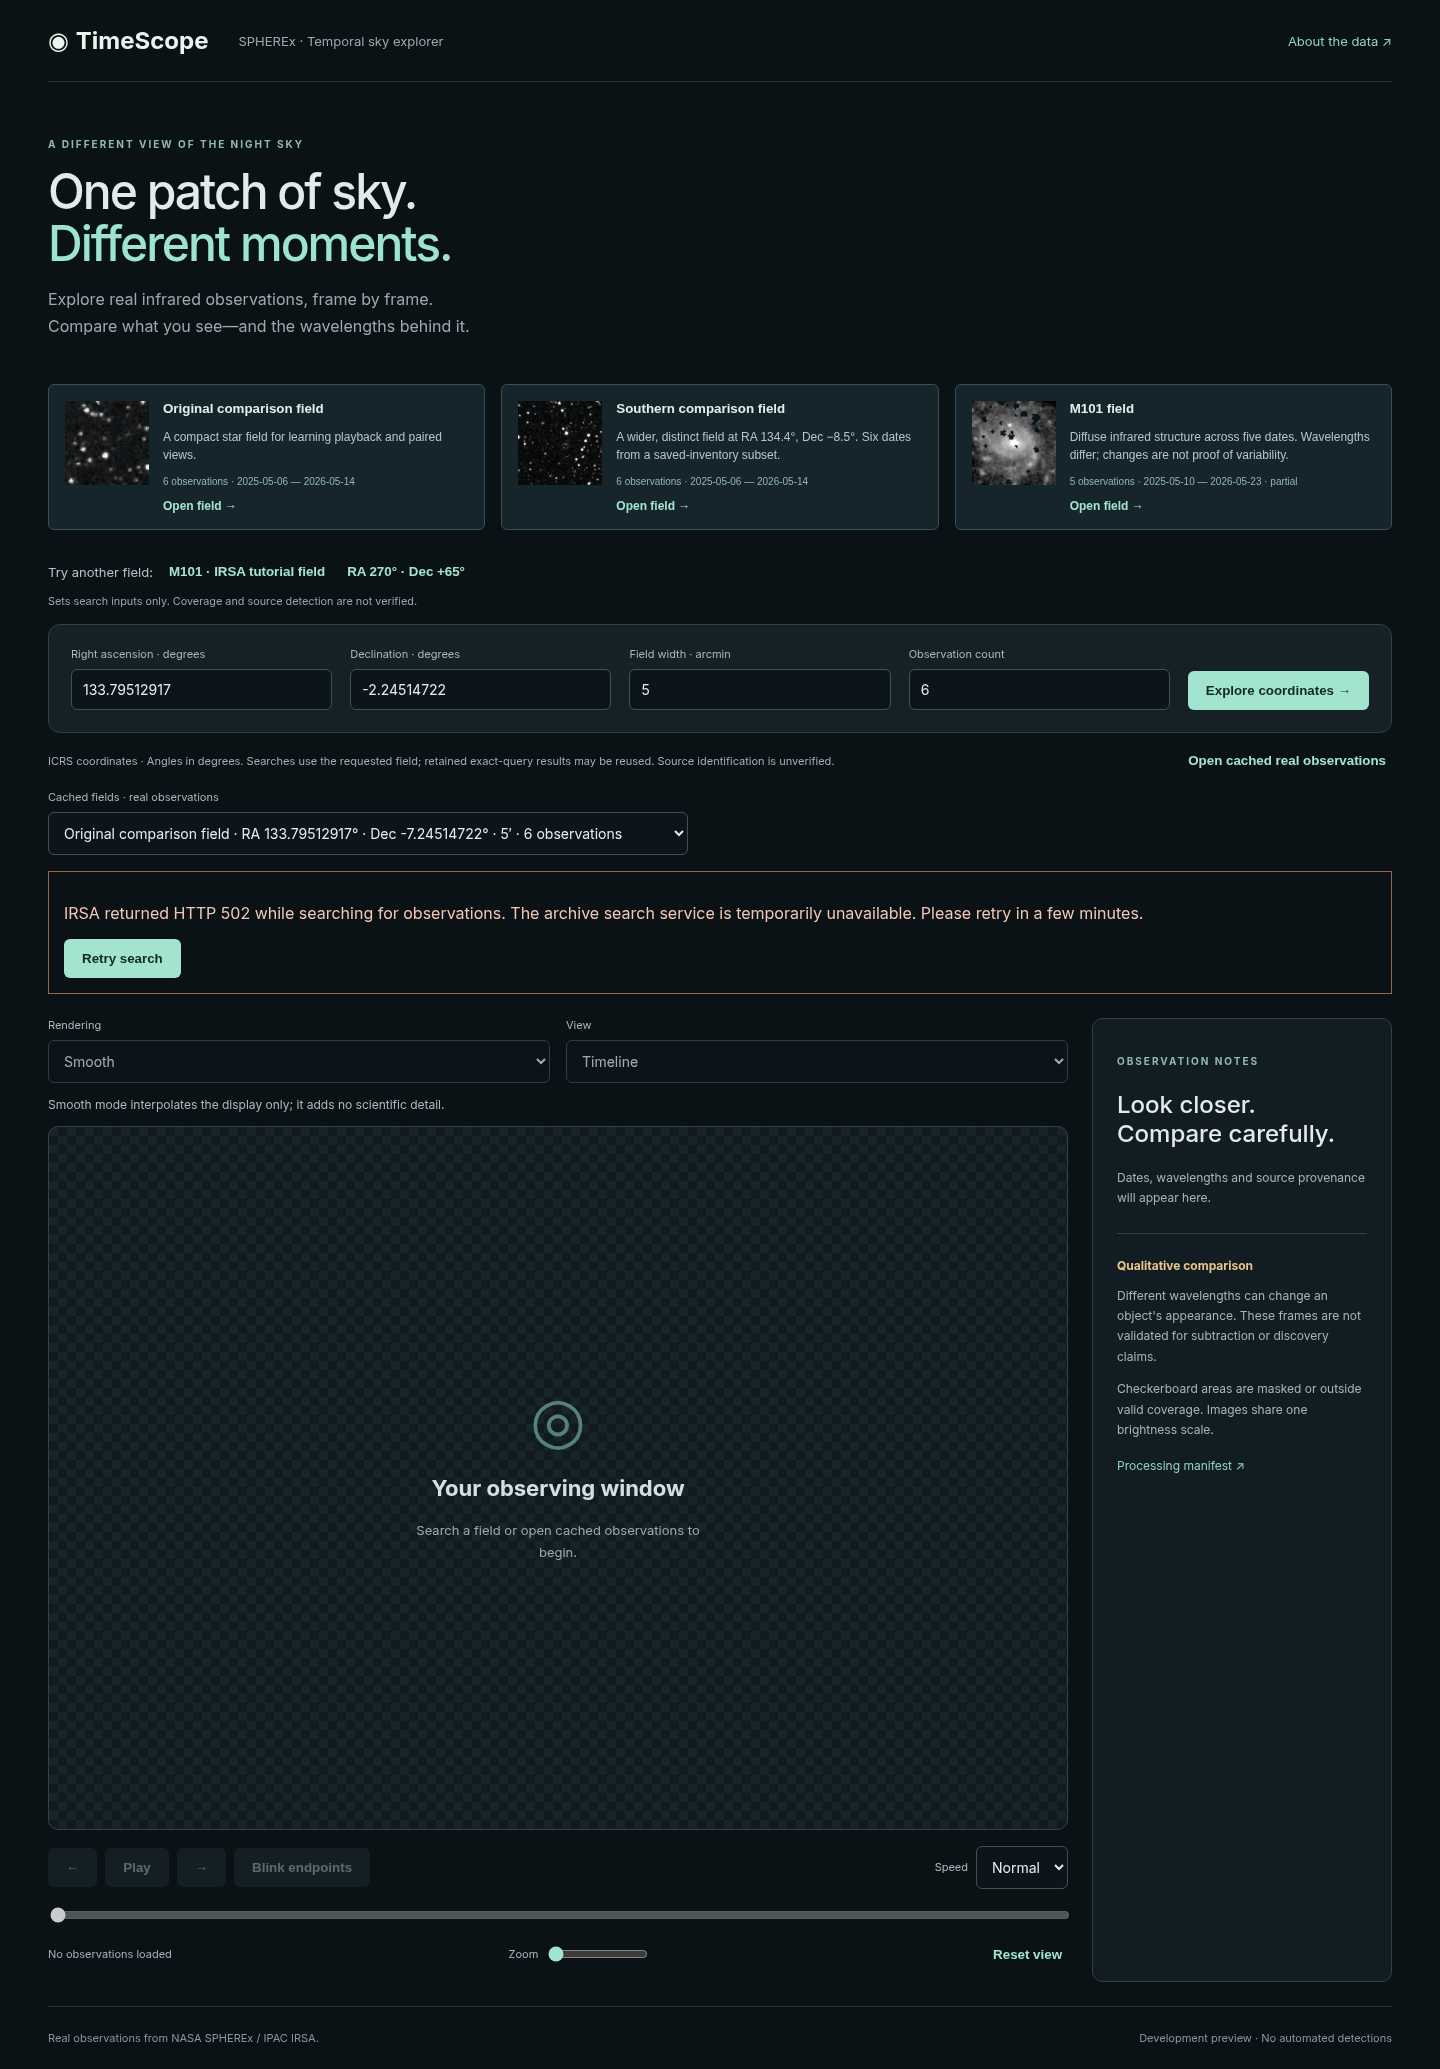 ◉ TimeScope
SPHEREx · Temporal sky explorer
About the data ↗
A DIFFERENT VIEW OF THE NIGHT SKY
One patch of sky.
Different moments.
Explore real infrared observations, frame by frame.
Compare what you see—and the wavelengths behind it.
Original comparison field
A compact star field for learning playback and paired
views.
6 observations · 2025-05-06 — 2026-05-14
Open field →
Southern comparison field
A wider, distinct field at RA 134.4°, Dec −8.5°. Six dates
from a saved-inventory subset.
6 observations · 2025-05-06 — 2026-05-14
Open field →
M101 field
Diffuse infrared structure across five dates. Wavelengths
differ; changes are not proof of variability.
5 observations · 2025-05-10 — 2026-05-23 · partial
Open field →
Try another field: M101 · IRSA tutorial field RA 270° · Dec +65°
Sets search inputs only. Coverage and source detection are not verified.
Right ascension · degrees
133.79512917
Declination · degrees
-2.24514722
Field width · arcmin
5
Observation count
6
Explore coordinates →
ICRS coordinates · Angles in degrees. Searches use the requested field; retained exact-query results may be reused. Source identification is unverified.
Open cached real observations
Cached fields · real observations
Original comparison field · RA 133.79512917° · Dec -7.24514722° · 5′ · 6 observations
IRSA returned HTTP 502 while searching for observations. The archive search service is temporarily unavailable. Please retry in a few minutes.
Retry search
Rendering
Smooth
View
Timeline
Smooth mode interpolates the display only; it adds no scientific detail.
Your observing window
Search a field or open cached observations to
begin.
←
Play
→
Blink endpoints
Speed
Normal
No observations loaded
Zoom
Reset view
OBSERVATION NOTES
Look closer.
Compare carefully.
Dates, wavelengths and source provenance
will appear here.
Qualitative comparison
Different wavelengths can change an
object's appearance. These frames are not
validated for subtraction or discovery
claims.
Checkerboard areas are masked or outside
valid coverage. Images share one
brightness scale.
Processing manifest ↗
Real observations from NASA SPHEREx / IPAC IRSA.
Development preview · No automated detections